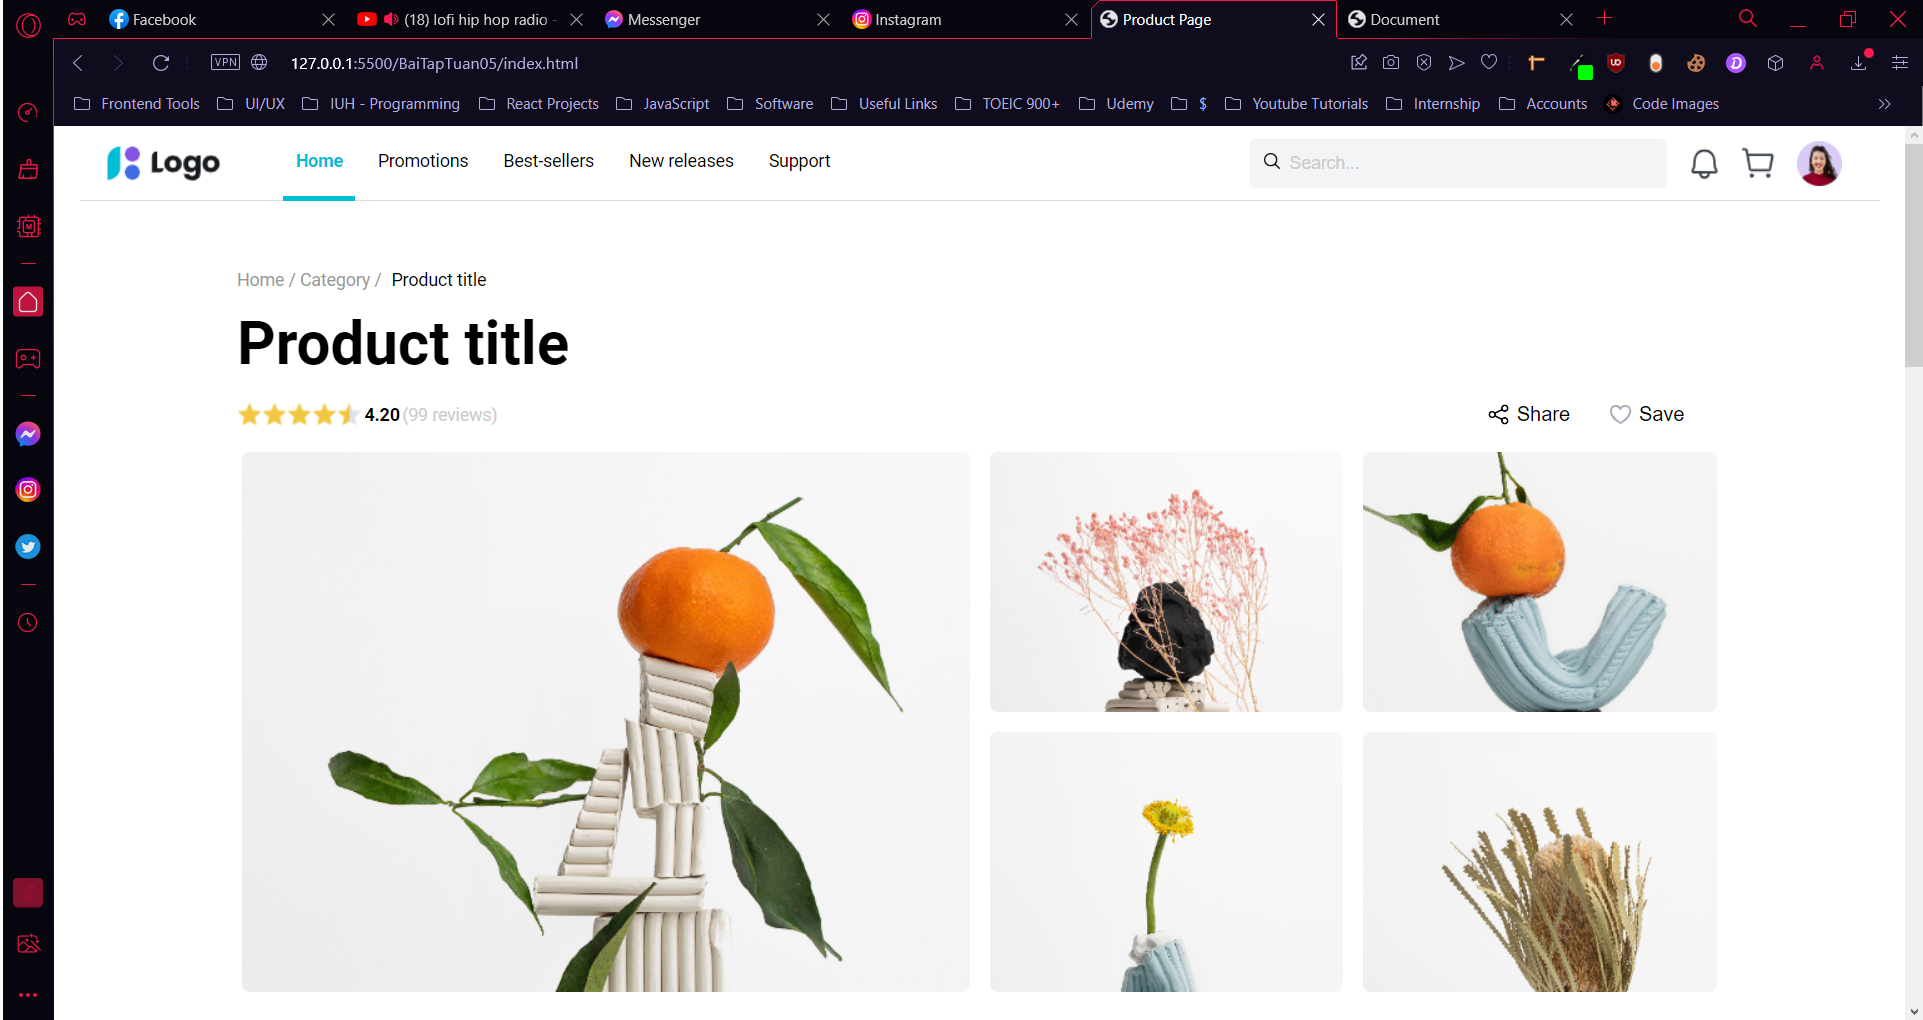 Facebook
(18) lofi hip hop radio -
Messenger
Instagram
Product Page
Document
VPN
127.0.0.1:5500/BaiTapTuan05/index.html
Frontend Tools
UI/UX
IUH - Programming
React Projects
JavaScript
Software
Useful Links
TOEIC 900+
Udemy
$
Youtube Tutorials
Internship
Accounts
Code Images
Logo
Home
Promotions
Best-sellers
New releases
Support
Search...
Home / Category / Product title
Product title
4.20 (99 reviews)
Share
Save